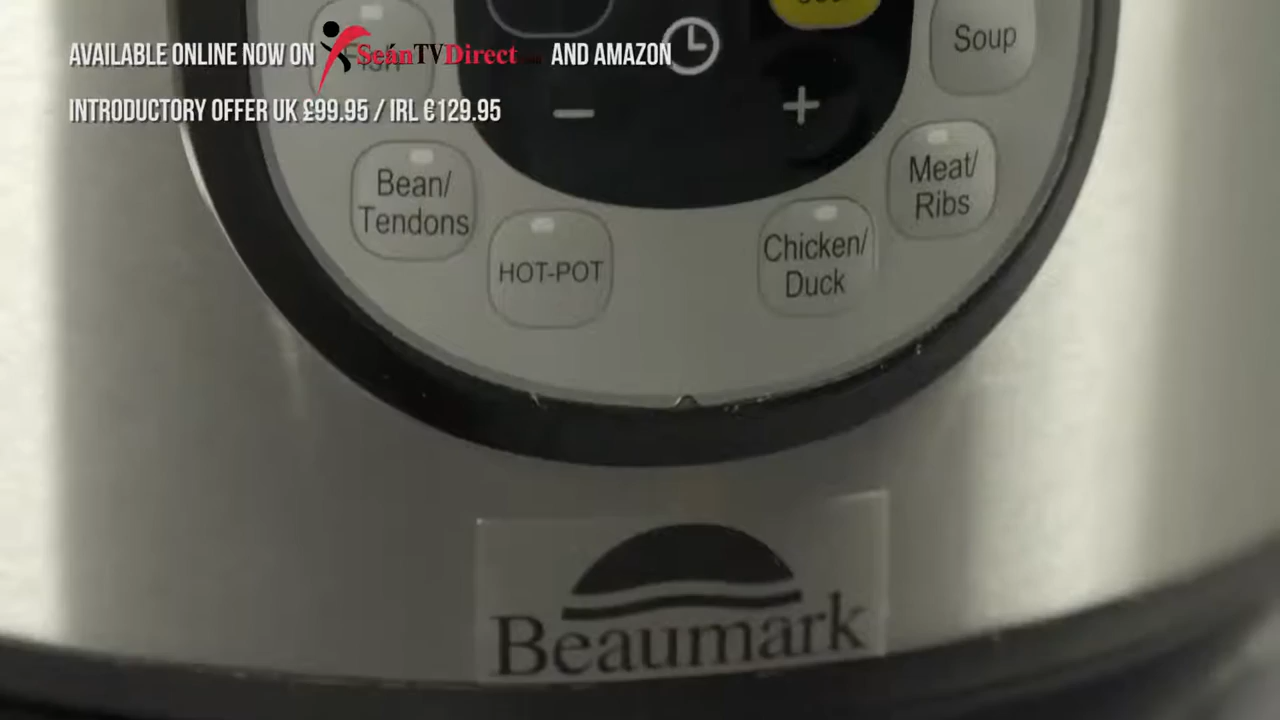 AVAILABLE ONLINE NOW ON SeánTVDirect AND AMAZON
INTRODUCTORY OFFER UK £99.95 / IRL €129.95
Soup
Bean/
Tendons
HOT-POT
Chicken/
Duck
Meat/
Ribs
Beaumark